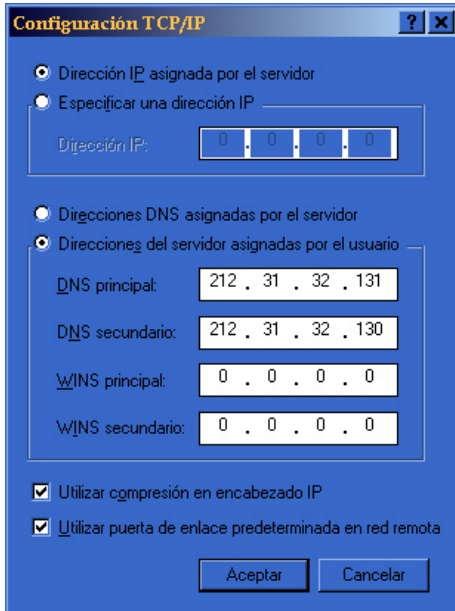 Configuración TCP/IP
Dirección IP asignada por el servidor
Especificar una dirección IP
Dirección IP: 0 . 0 . 0 . 0
Direcciones DNS asignadas por el servidor
Direcciones del servidor asignadas por el usuario
DNS principal: 212 . 31 . 32 . 131
DNS secundario: 212 . 31 . 32 . 130
WINS principal: 0 . 0 . 0 . 0
WINS secundario: 0 . 0 . 0 . 0
Utilizar compresión en encabezado IP
Utilizar puerta de enlace predeterminada en red remota
Aceptar Cancelar